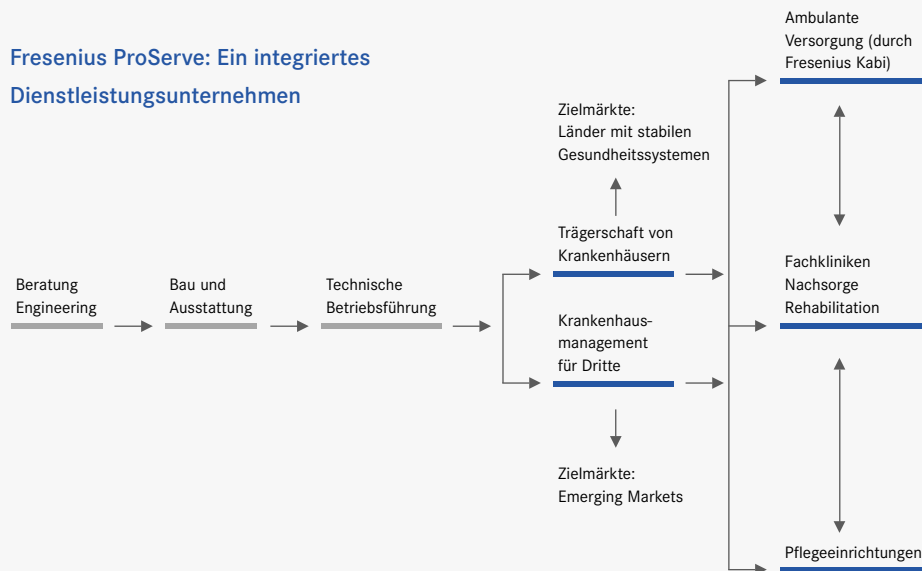 Fresenius ProServe: Ein integriertes
Dienstleistungsunternehmen
Beratung
Engineering
Bau und
Ausstattung
Technische
Betriebsführung
Zielmärkte:
Länder mit stabilen
Gesundheitssystemen
Trägerschaft von
Krankenhäusern
Krankenhaus-
management
für Dritte
Zielmärkte:
Emerging Markets
Ambulante
Versorgung (durch
Fresenius Kabi)
Fachkliniken
Nachsorge
Rehabilitation
Pflegeeinrichtungen